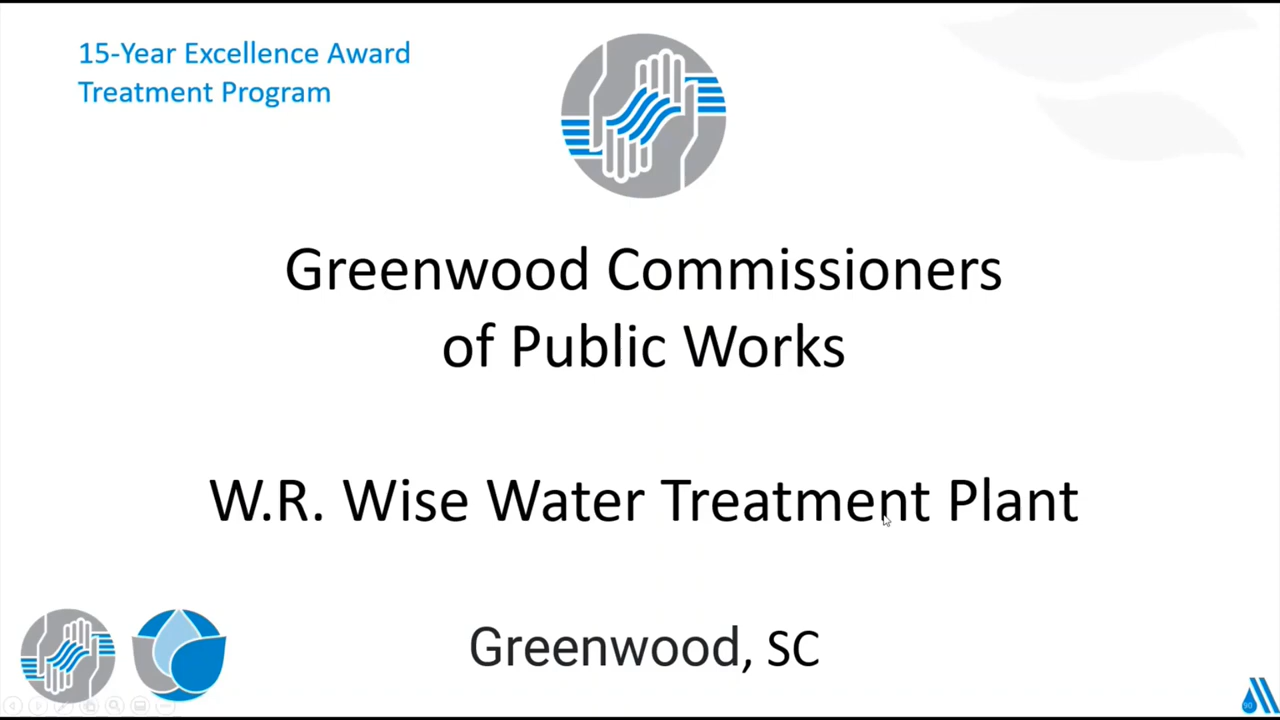 15-Year Excellence Award
Treatment Program
Greenwood Commissioners
of Public Works
W.R. Wise Water Treatment Plant
Greenwood, SC